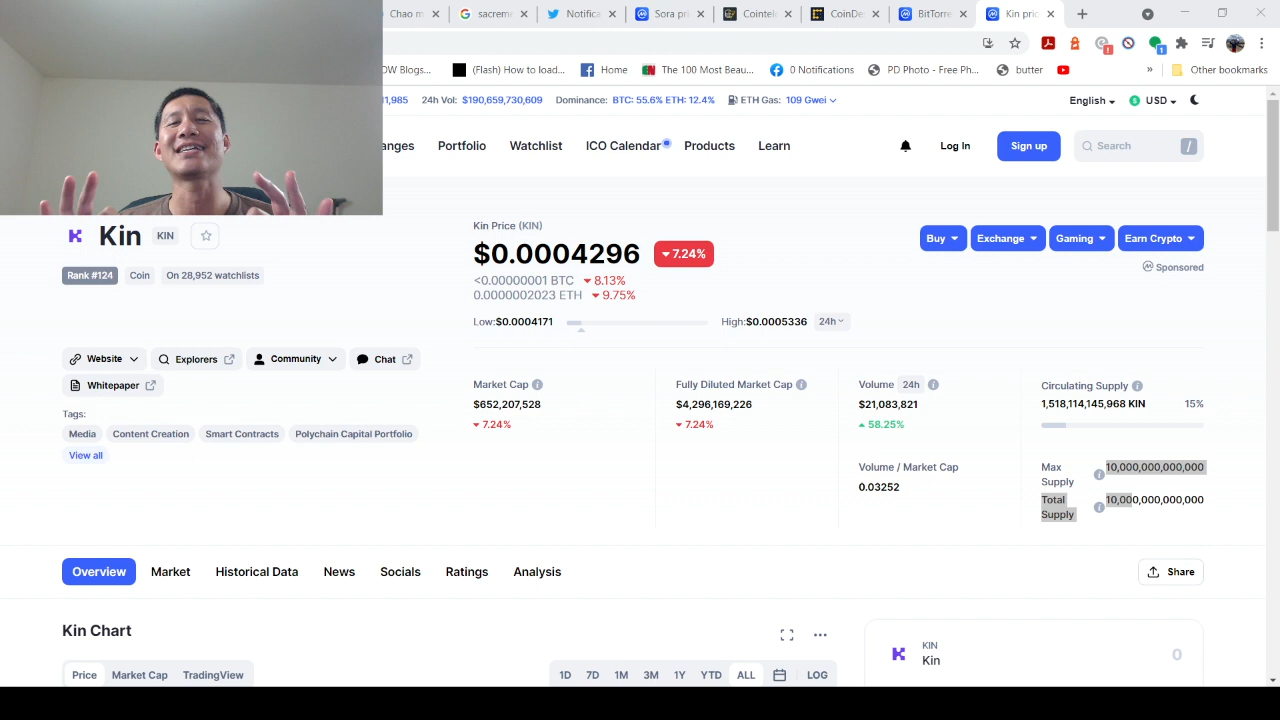 Chao m
sacreme
Notifica
Sora pri
Cointele
CoinDes
BitTorre
Kin pric
OW Blogs...
(Flash) How to load...
Home
The 100 Most Beau...
0 Notifications
PD Photo - Free Ph...
butter
»
Other bookmarks
11,985 24h Vol: $190,659,730,609 Dominance: BTC: 55.6% ETH: 12.4% ETH Gas: 109 Gwei
English USD
anges Portfolio Watchlist ICO Calendar Products Learn
Log In Sign up Search /
Kin KIN
Rank #124 Coin On 28,952 watchlists
Kin Price (KIN)
$0.0004296 7.24%
<0.00000001 BTC 8.13%
0.0000002023 ETH 9.75%
Low:$0.0004171 High:$0.0005336 24h
Buy Exchange Gaming Earn Crypto
Sponsored
Website Explorers Community Chat
Whitepaper
Tags:
Media Content Creation Smart Contracts Polychain Capital Portfolio
View all
Market Cap
$652,207,528
7.24%
Fully Diluted Market Cap
$4,296,169,226
7.24%
Volume 24h
$21,083,821
58.25%
Volume / Market Cap
0.03252
Circulating Supply
1,518,114,145,968 KIN 15%
Max Supply 10,000,000,000,000
Total Supply 10,000,000,000,000
Overview Market Historical Data News Socials Ratings Analysis
Share
Kin Chart
Price Market Cap TradingView
1D 7D 1M 3M 1Y YTD ALL LOG
KIN
Kin 0